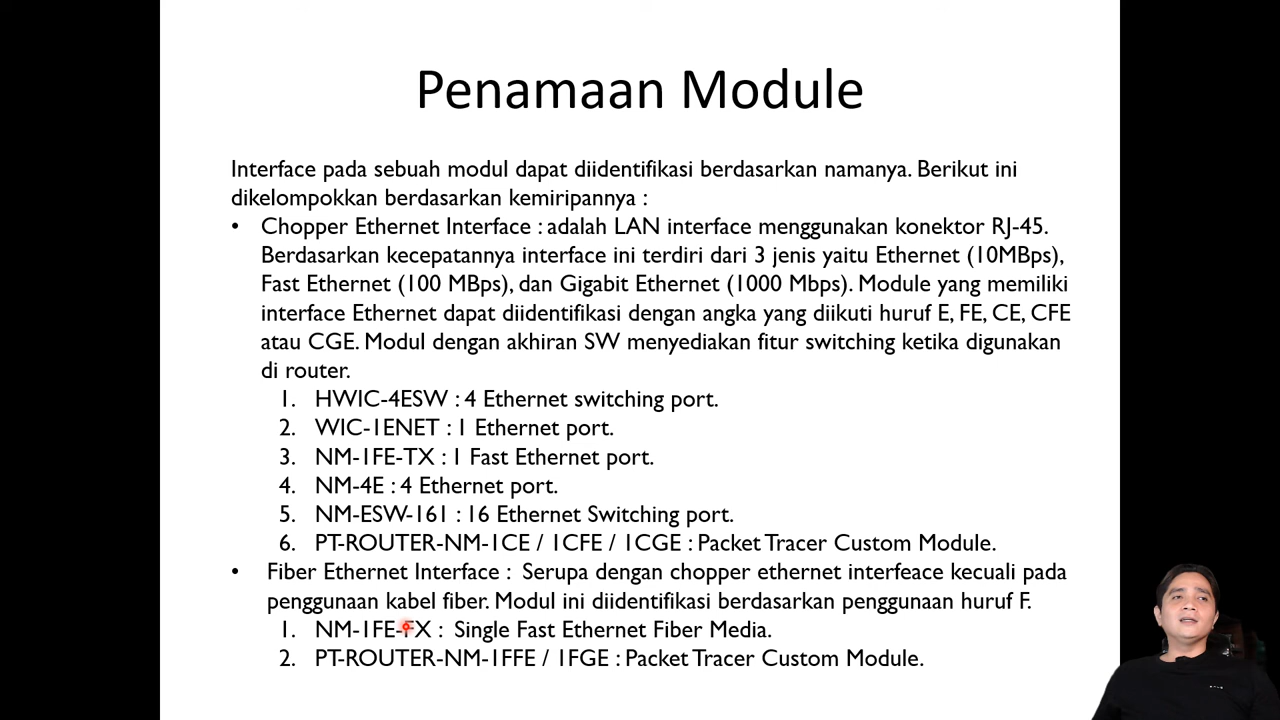 Penamaan Module
Interface pada sebuah modul dapat diidentifikasi berdasarkan namanya. Berikut ini
dikelompokkan berdasarkan kemiripannya :
• Chopper Ethernet Interface : adalah LAN interface menggunakan konektor RJ-45.
Berdasarkan kecepatannya interface ini terdiri dari 3 jenis yaitu Ethernet (10MBps),
Fast Ethernet (100 MBps), dan Gigabit Ethernet (1000 Mbps). Module yang memiliki
interface Ethernet dapat diidentifikasi dengan angka yang diikuti huruf E, FE, CE, CFE
atau CGE. Modul dengan akhiran SW menyediakan fitur switching ketika digunakan
di router.
1. HWIC-4ESW : 4 Ethernet switching port.
2. WIC-1ENET : 1 Ethernet port.
3. NM-1FE-TX : 1 Fast Ethernet port.
4. NM-4E : 4 Ethernet port.
5. NM-ESW-161 : 16 Ethernet Switching port.
6. PT-ROUTER-NM-1CE / 1CFE / 1CGE : Packet Tracer Custom Module.
• Fiber Ethernet Interface : Serupa dengan chopper ethernet interfeace kecuali pada
penggunaan kabel fiber. Modul ini diidentifikasi berdasarkan penggunaan huruf F.
1. NM-1FE-FX : Single Fast Ethernet Fiber Media.
2. PT-ROUTER-NM-1FFE / 1FGE : Packet Tracer Custom Module.